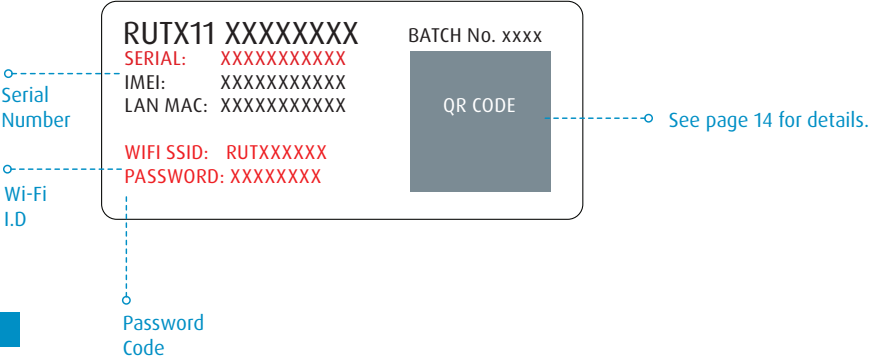 RUTX11 XXXXXXXX
BATCH No. xxxx
SERIAL: XXXXXXXXXXX
IMEI: XXXXXXXXXXX
LAN MAC: XXXXXXXXXXX
WIFI SSID: RUTXXXXXX
PASSWORD: XXXXXXXX
QR CODE
Serial
Number
Wi-Fi
I.D
See page 14 for details.
Password
Code